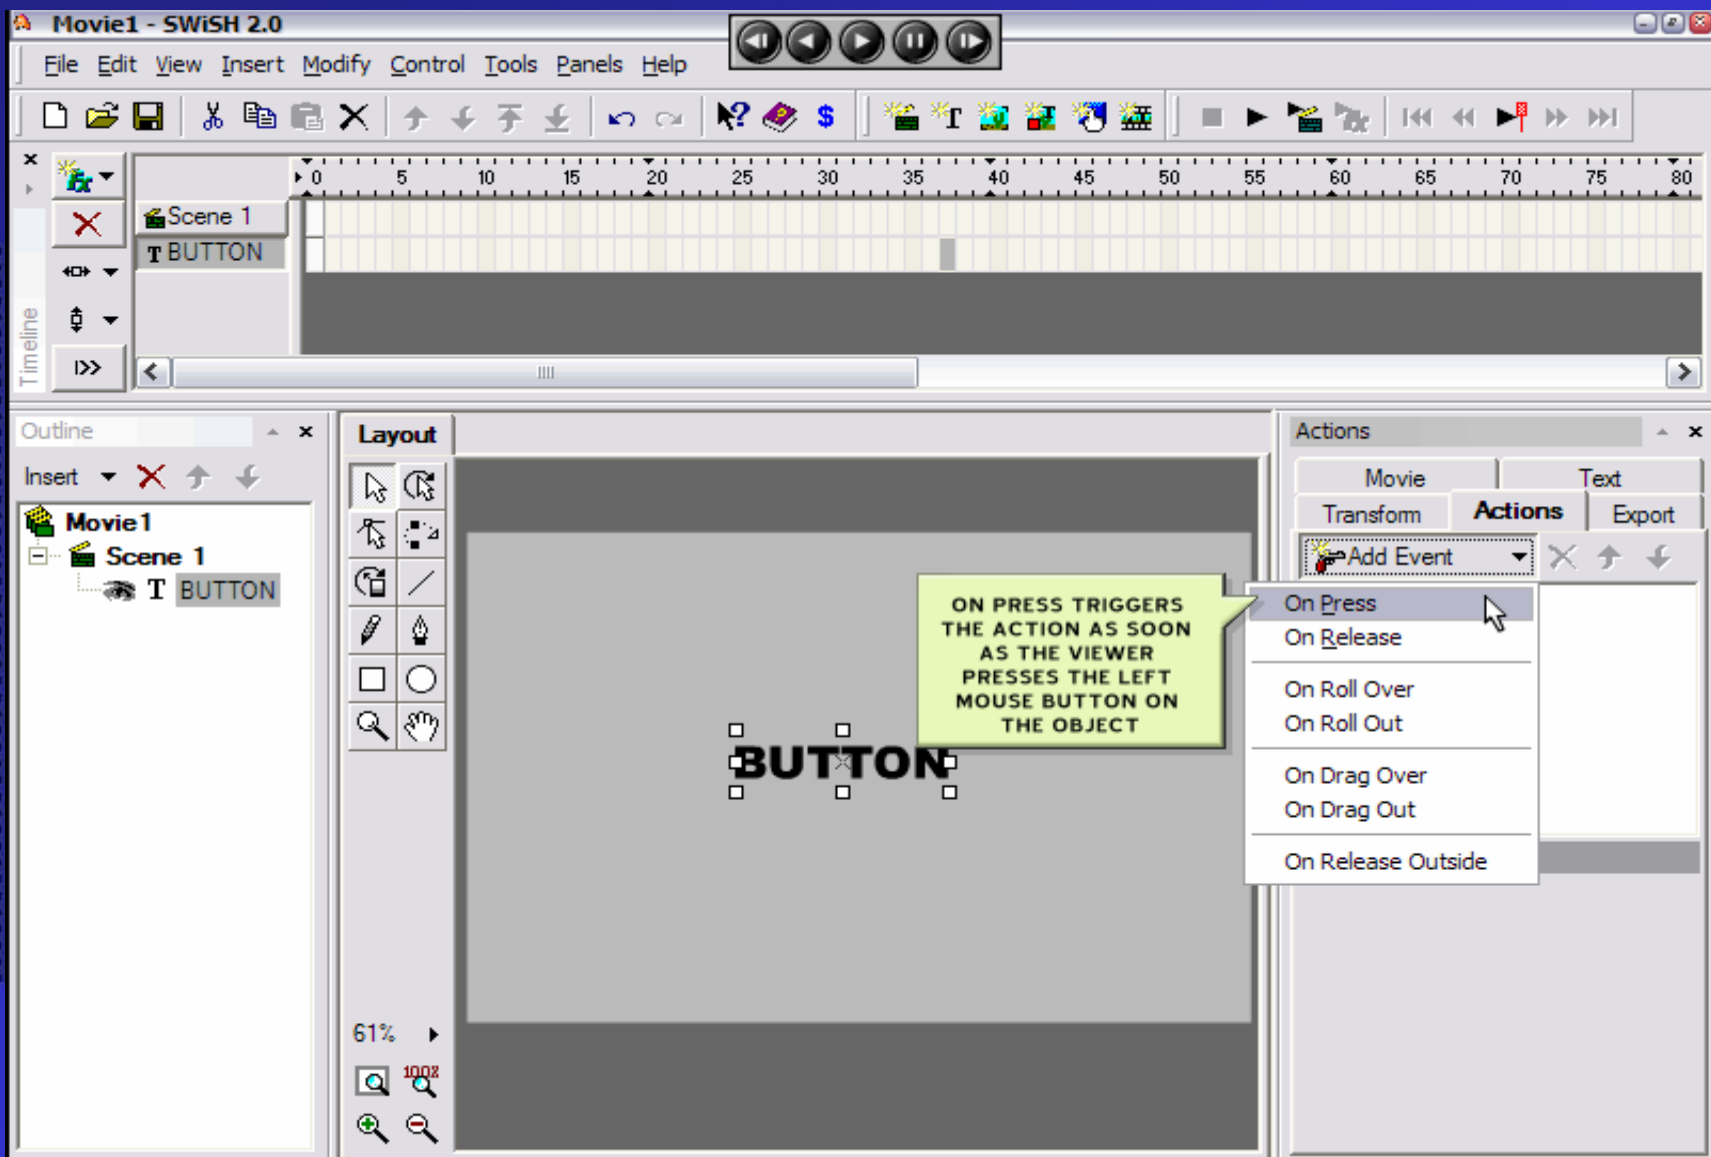 Movie1 - SWiSH 2.0
File Edit View Insert Modify Control Tools Panels Help
0 5 10 15 20 25 30 35 40 45 50 55 60 65 70 75 80
Scene 1
T BUTTON
Timeline
Outline
Insert
Movie1
Scene 1
T BUTTON
Layout
61%
100%
BUTTON
ON PRESS TRIGGERS
THE ACTION AS SOON
AS THE VIEWER
PRESSES THE LEFT
MOUSE BUTTON ON
THE OBJECT
Actions
Movie Text
Transform Actions Export
Add Event
On Press
On Release
On Roll Over
On Roll Out
On Drag Over
On Drag Out
On Release Outside